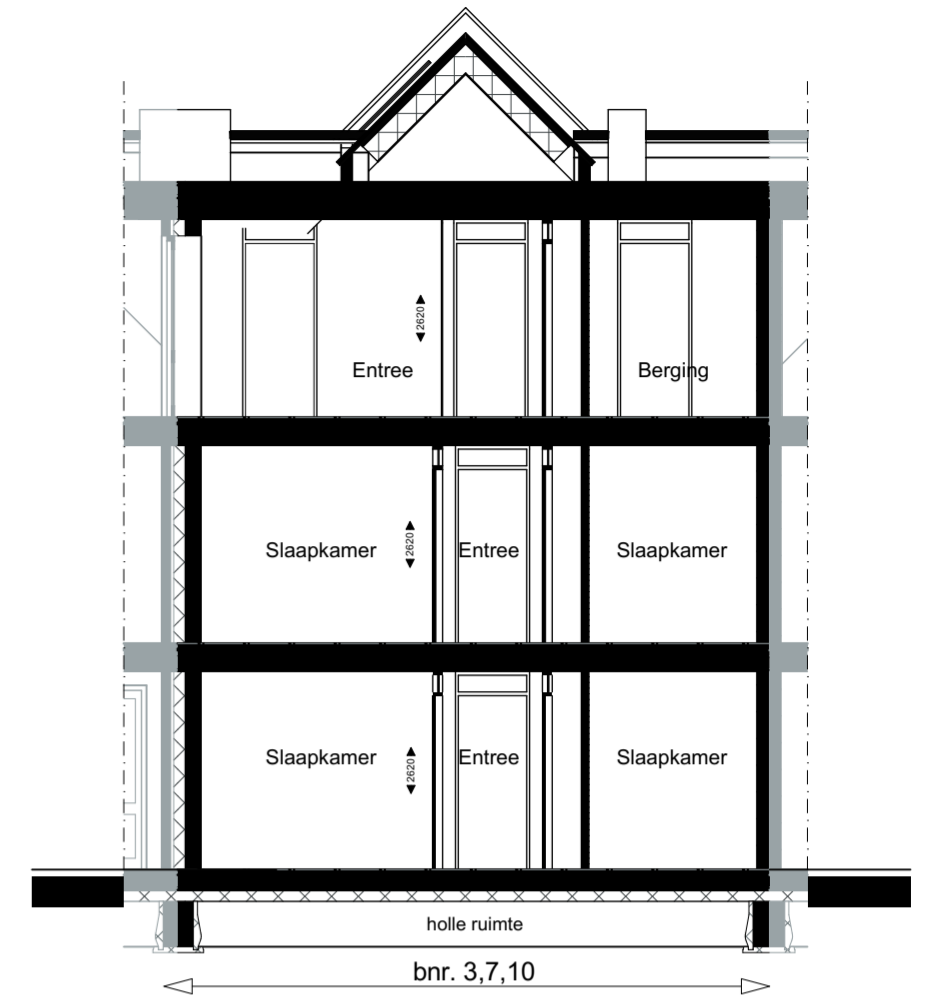 2620
Entree
Berging
Slaapkamer
2620
Entree
Slaapkamer
Slaapkamer
2620
Entree
Slaapkamer
holle ruimte
bnr. 3,7,10